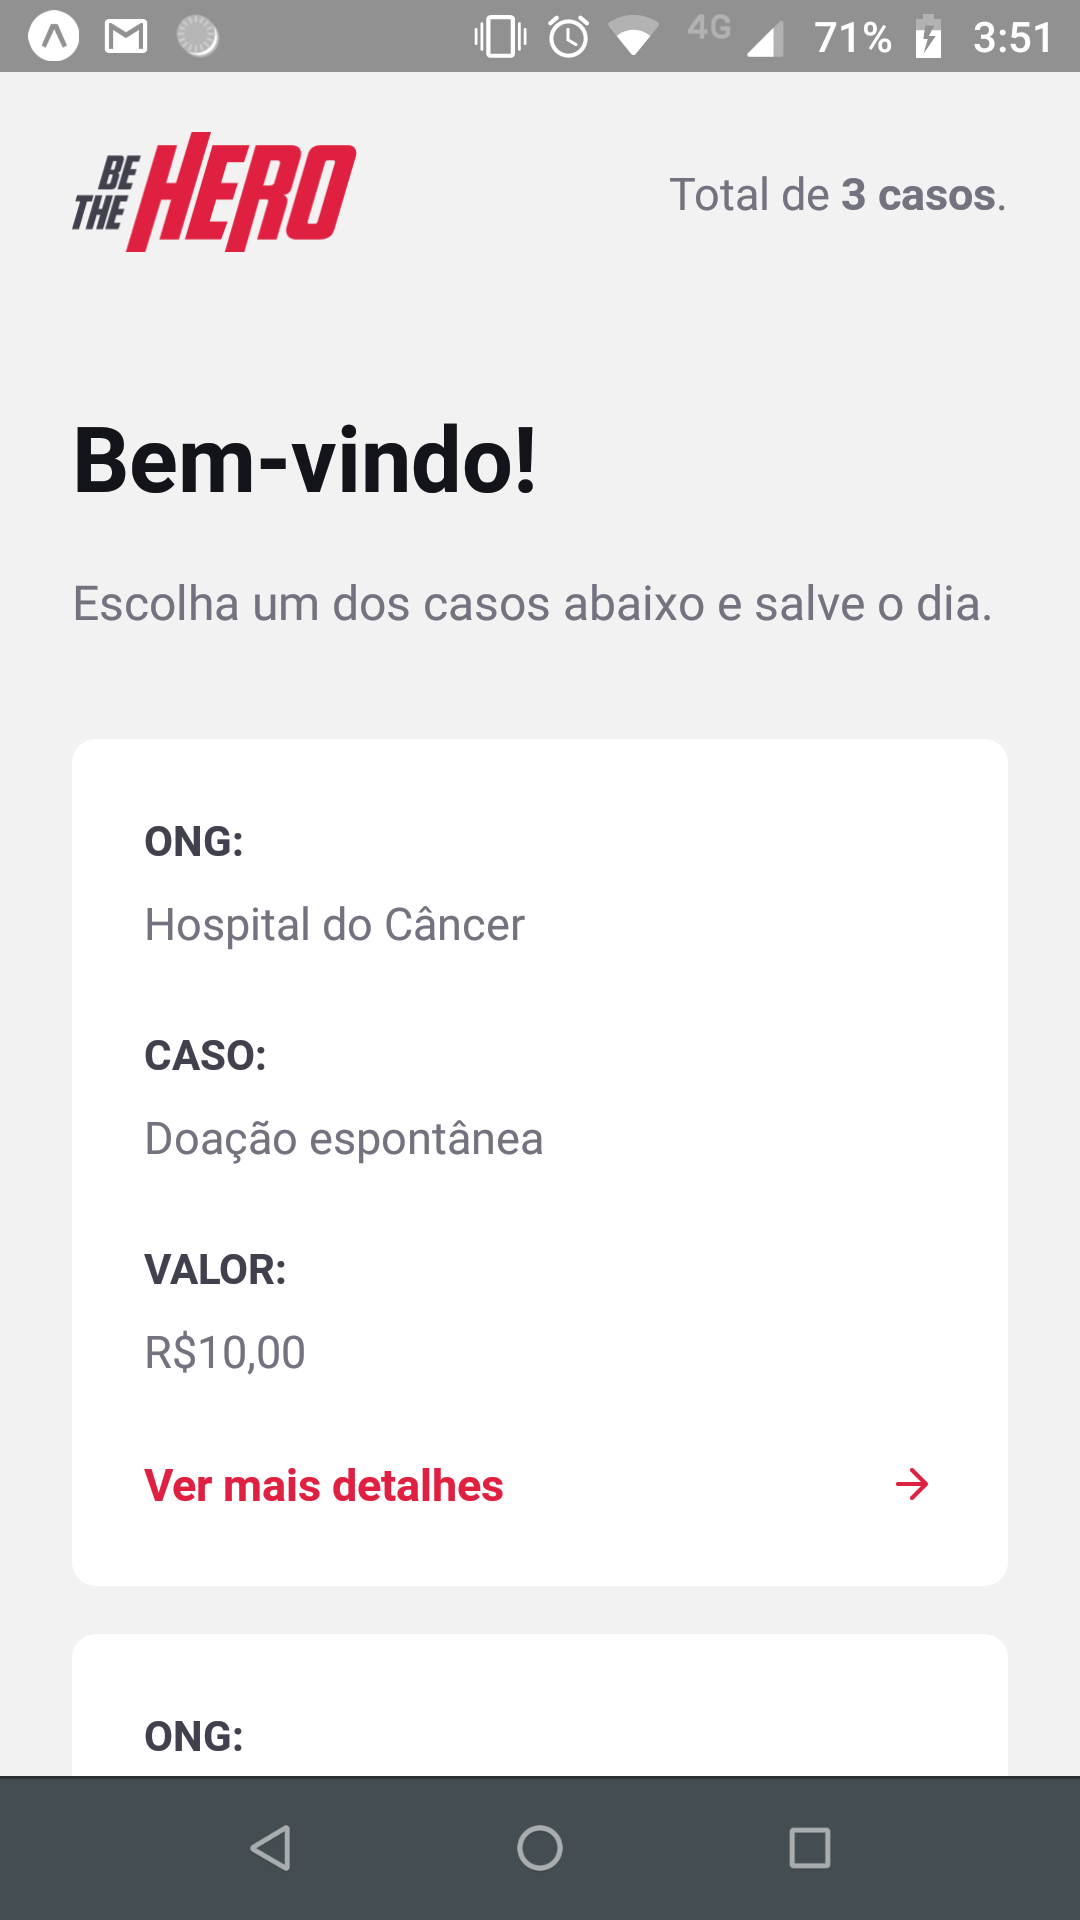 4G 71% 3:51
BE THE HERO
Total de 3 casos.
Bem-vindo!
Escolha um dos casos abaixo e salve o dia.
ONG:
Hospital do Câncer
CASO:
Doação espontânea
VALOR:
R$10,00
Ver mais detalhes
ONG: